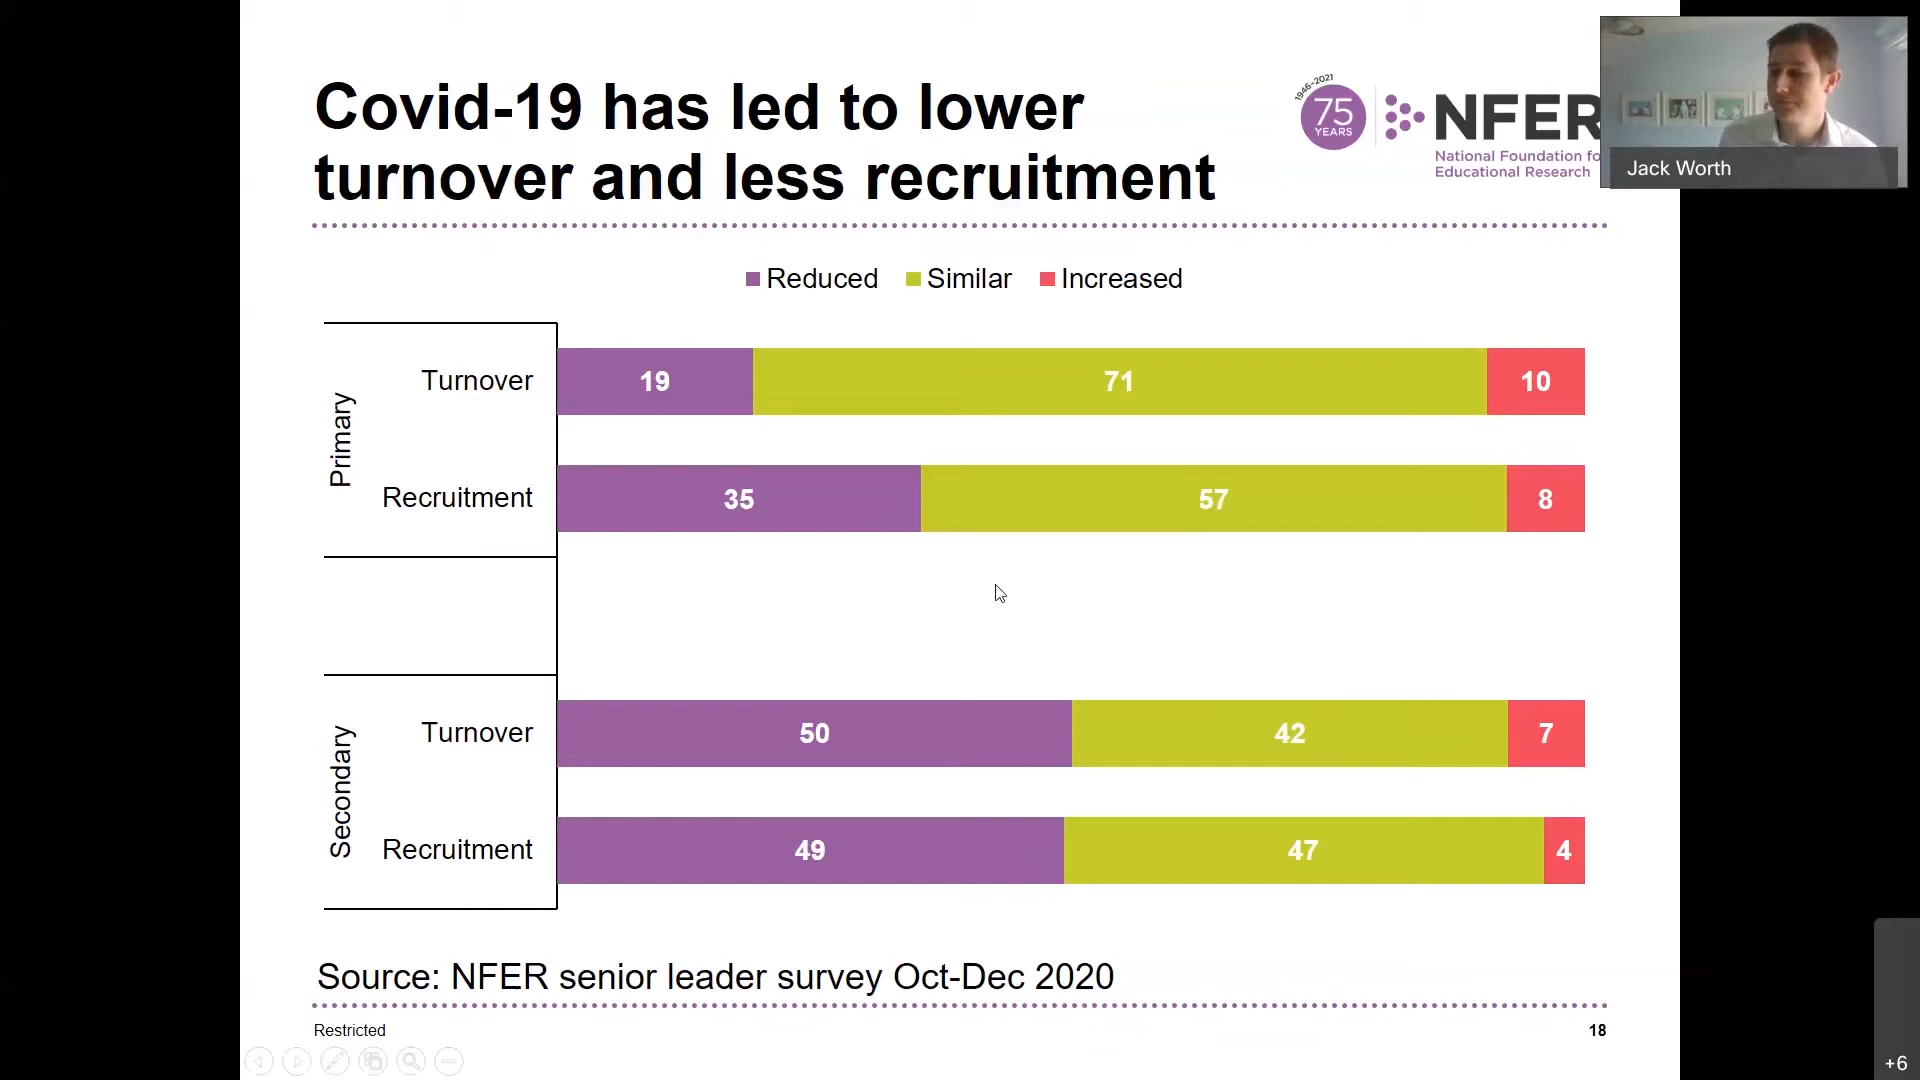 Covid-19 has led to lower
turnover and less recruitment
1946-2021
75
YEARS
NFER
National Foundation fo
Educational Research
Jack Worth
Reduced Similar Increased
Primary
Turnover 19 71 10
Recruitment 35 57 8
Secondary
Turnover 50 42 7
Recruitment 49 47 4
Source: NFER senior leader survey Oct-Dec 2020
Restricted 18
+6